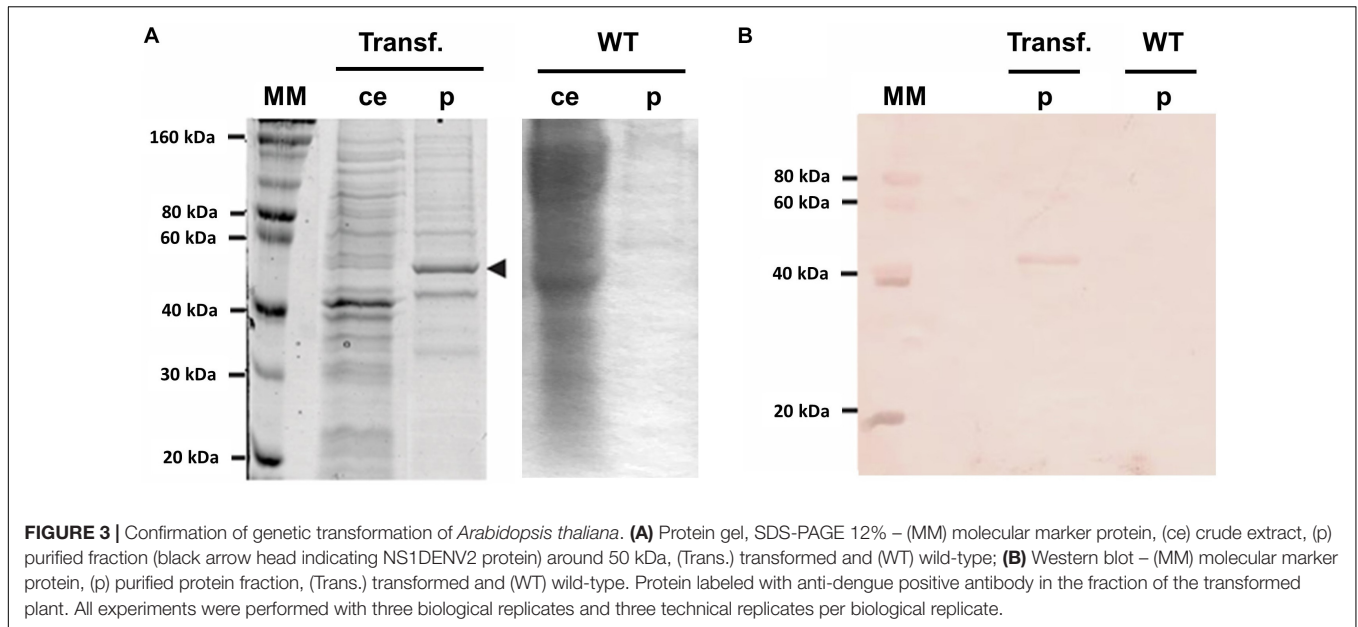 A
Transf.
WT
MM
ce
p
ce
p
160 kDa
80 kDa
60 kDa
40 kDa
30 kDa
20 kDa
B
Transf.
WT
MM
p
p
80 kDa
60 kDa
40 kDa
20 kDa
FIGURE 3 | Confirmation of genetic transformation of Arabidopsis thaliana. (A) Protein gel, SDS-PAGE 12% – (MM) molecular marker protein, (ce) crude extract, (p)
purified fraction (black arrow head indicating NS1DENV2 protein) around 50 kDa, (Trans.) transformed and (WT) wild-type; (B) Western blot – (MM) molecular marker
protein, (p) purified protein fraction, (Trans.) transformed and (WT) wild-type. Protein labeled with anti-dengue positive antibody in the fraction of the transformed
plant. All experiments were performed with three biological replicates and three technical replicates per biological replicate.